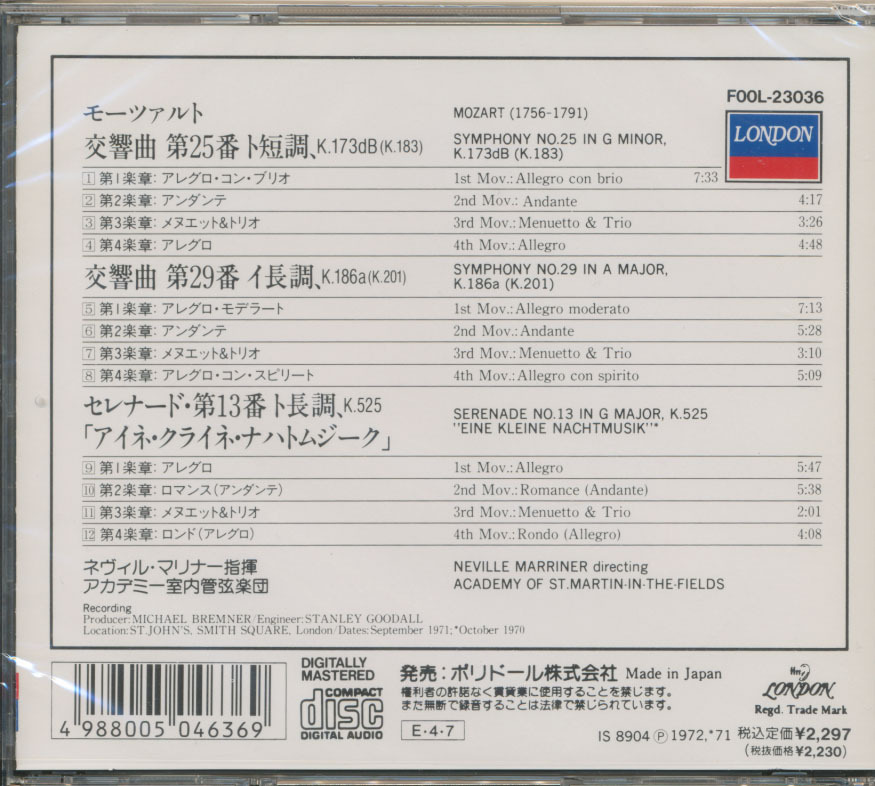 FOOL-23036
LONDON
モーツァルト MOZART (1756-1791)
交響曲 第25番 ト短調、K.173dB (K.183) SYMPHONY NO.25 IN G MINOR,
K.173dB (K.183)
1 第1楽章: アレグロ・コン・ブリオ 1st Mov.: Allegro con brio 7:33
2 第2楽章: アンダンテ 2nd Mov.: Andante 4:17
3 第3楽章: メヌエット&トリオ 3rd Mov.: Menuetto & Trio 3:26
4 第4楽章: アレグロ 4th Mov.: Allegro 4:48
交響曲 第29番 イ長調、K.186a (K.201) SYMPHONY NO.29 IN A MAJOR,
K.186a (K.201)
5 第1楽章: アレグロ・モデラート 1st Mov.: Allegro moderato 7:13
6 第2楽章: アンダンテ 2nd Mov.: Andante 5:28
7 第3楽章: メヌエット&トリオ 3rd Mov.: Menuetto & Trio 3:10
8 第4楽章: アレグロ・コン・スピリート 4th Mov.: Allegro con spirito 5:09
セレナード・第13番 ト長調、K.525 SERENADE NO.13 IN G MAJOR, K.525
「アイネ・クライネ・ナハトムジーク」 "EINE KLEINE NACHTMUSIK"*
9 第1楽章: アレグロ 1st Mov.: Allegro 5:47
10 第2楽章: ロマンス(アンダンテ) 2nd Mov.: Romance (Andante) 5:38
11 第3楽章: メヌエット&トリオ 3rd Mov.: Menuetto & Trio 2:01
12 第4楽章: ロンド(アレグロ) 4th Mov.: Rondo (Allegro) 4:08
ネヴィル・マリナー指揮 NEVILLE MARRINER directing
アカデミー室内管弦楽団 ACADEMY OF ST.MARTIN-IN-THE-FIELDS
Recording
Producer: MICHAEL BREMNER/Engineer: STANLEY GOODALL
Location: ST.JOHN'S, SMITH SQUARE, London/Dates: September 1971; *October 1970
4 988005 046369
DIGITALLY
MASTERED
COMPACT
disc
DIGITAL AUDIO
発売:ポリドール株式会社 Made in Japan
権利者の許諾なく賃貸業に使用することを禁じます。
また無断で録音することは法律で禁じられています。
E・4・7
LONDON
Regd. Trade Mark
IS 8904 Ⓟ 1972,*71 税込定価¥2,297
(税抜価格¥2,230)